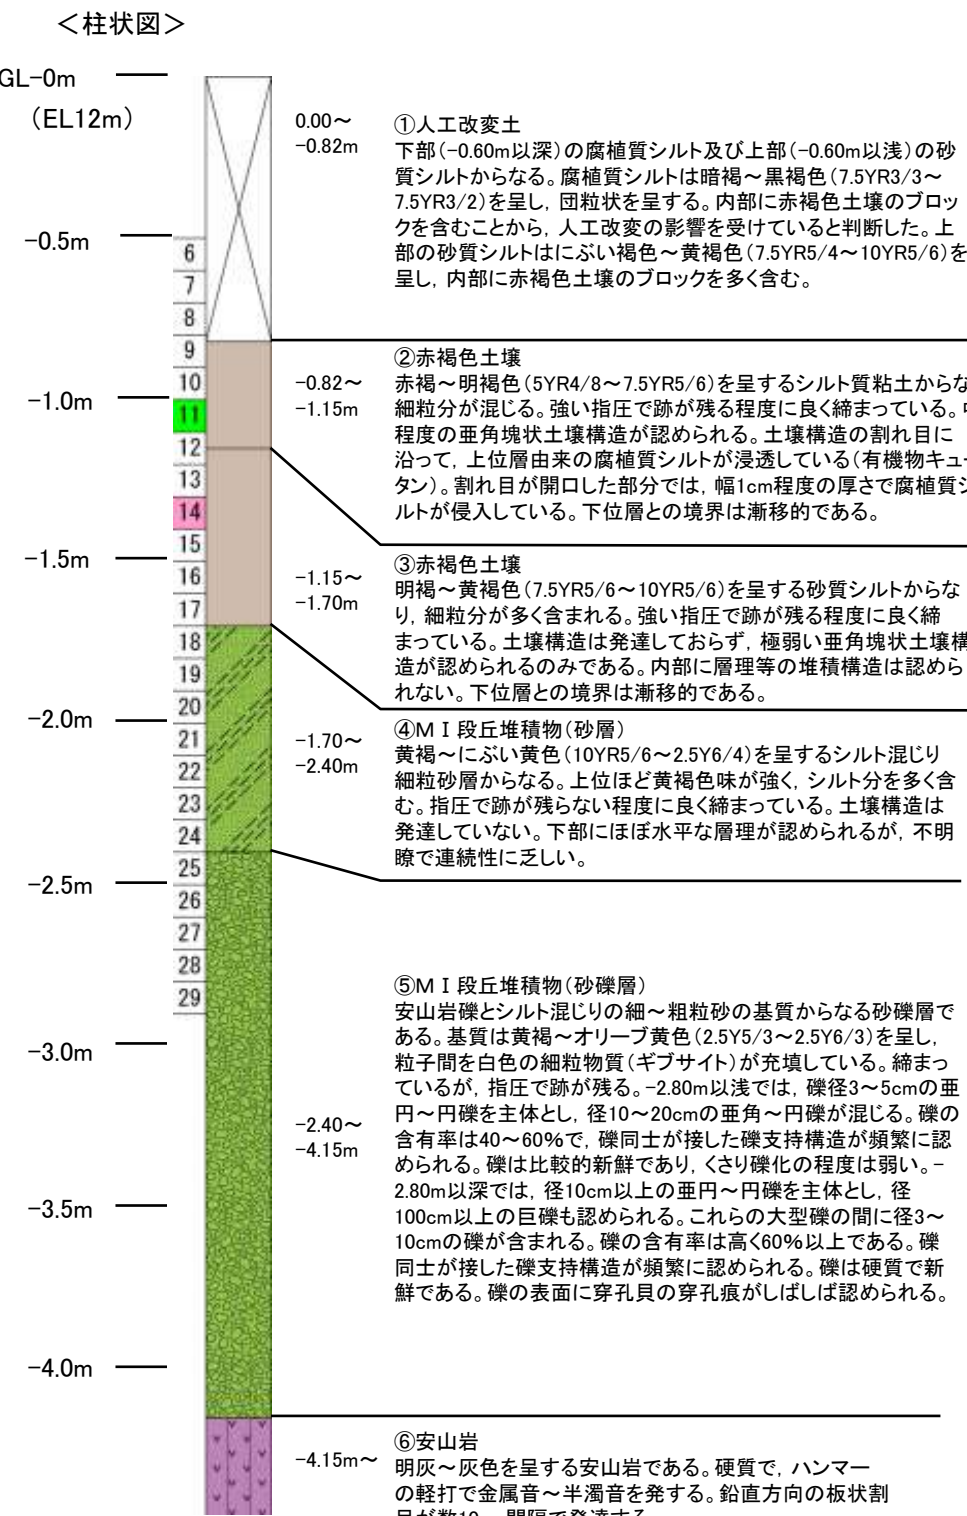 ＜柱状図＞
GL-0m
（EL12m）
-0.5m
-1.0m
-1.5m
-2.0m
-2.5m
-3.0m
-3.5m
-4.0m
6
7
8
9
10
11
12
13
14
15
16
17
18
19
20
21
22
23
24
25
26
27
28
29
0.00～
-0.82m
①人工改変土
下部（-0.60m以深）の腐植質シルト及び上部（-0.60m以浅）の砂
質シルトからなる。腐植質シルトは暗褐～黒褐色（7.5YR3/3～
7.5YR3/2）を呈し，団粒状を呈する。内部に赤褐色土壌のブロッ
クを含むことから，人工改変の影響を受けていると判断した。上
部の砂質シルトはにぶい褐色～黄褐色（7.5YR5/4～10YR5/6）を
呈し，内部に赤褐色土壌のブロックを多く含む。
-0.82～
-1.15m
②赤褐色土壌
赤褐～明褐色（5YR4/8～7.5YR5/6）を呈するシルト質粘土からな
細粒分が混じる。強い指圧で跡が残る程度に良く締まっている。
程度の亜角塊状土壌構造が認められる。土壌構造の割れ目に
沿って，上位層由来の腐植質シルトが浸透している（有機物キュー
タン）。割れ目が開口した部分では，幅1cm程度の厚さで腐植質シ
ルトが侵入している。下位層との境界は漸移的である。
-1.15～
-1.70m
③赤褐色土壌
明褐～黄褐色（7.5YR5/6～10YR5/6）を呈する砂質シルトからな
り，細粒分が多く含まれる。強い指圧で跡が残る程度に良く締
まっている。土壌構造は発達しておらず，極弱い亜角塊状土壌構
造が認められるのみである。内部に層理等の堆積構造は認めら
れない。下位層との境界は漸移的である。
-1.70～
-2.40m
④ＭⅠ段丘堆積物（砂層）
黄褐～にぶい黄色（10YR5/6～2.5Y6/4）を呈するシルト混じり
細粒砂層からなる。上位ほど黄褐色味が強く，シルト分を多く含
む。指圧で跡が残らない程度に良く締まっている。土壌構造は
発達していない。下部にほぼ水平な層理が認められるが，不明
瞭で連続性に乏しい。
-2.40～
-4.15m
⑤ＭⅠ段丘堆積物（砂礫層）
安山岩礫とシルト混じりの細～粗粒砂の基質からなる砂礫層で
ある。基質は黄褐～オリーブ黄色（2.5Y5/3～2.5Y6/3）を呈し，
粒子間を白色の細粒物質（ギブサイト）が充填している。締まっ
ているが，指圧で跡が残る。-2.80m以浅では，礫径3～5cmの亜
円～円礫を主体とし，径10～20cmの亜角～円礫が混じる。礫の
含有率は40～60%で，礫同士が接した礫支持構造が頻繁に認
められる。礫は比較的新鮮であり，くさり礫化の程度は弱い。-
2.80m以深では，径10cm以上の亜円～円礫を主体とし，径
100cm以上の巨礫も認められる。これらの大型礫の間に径3～
10cmの礫が含まれる。礫の含有率は高く60%以上である。礫
同士が接した礫支持構造が頻繁に認められる。礫は硬質で新
鮮である。礫の表面に穿孔貝の穿孔痕がしばしば認められる。
-4.15m～
⑥安山岩
明灰～灰色を呈する安山岩である。硬質で，ハンマー
の軽打で金属音～半濁音を発する。鉛直方向の板状割